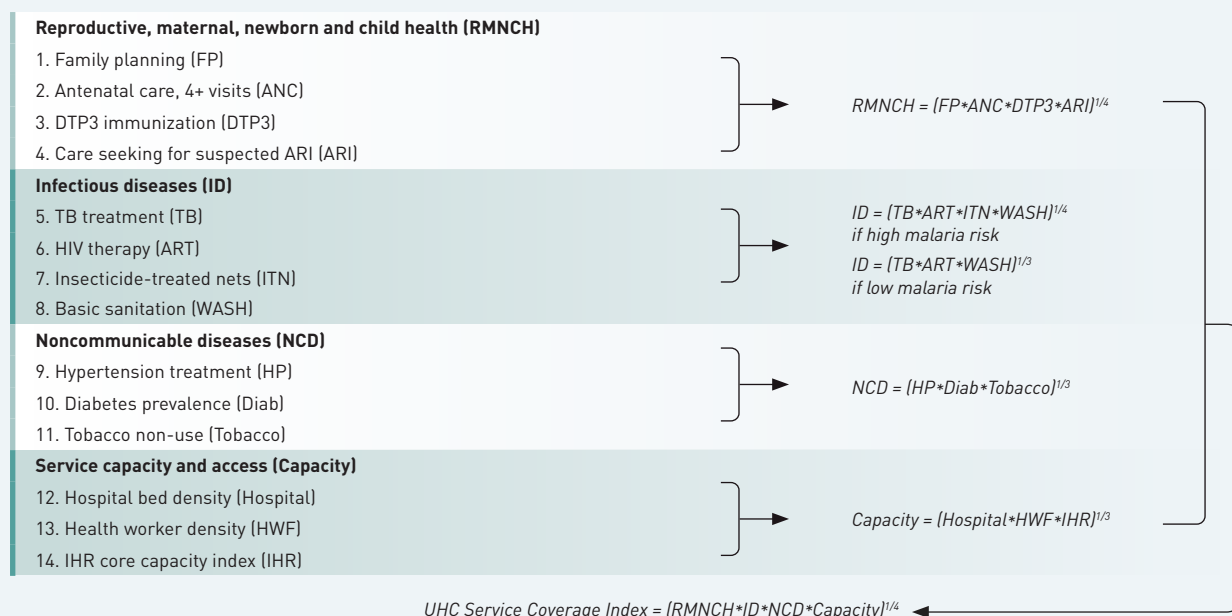 Reproductive, maternal, newborn and child health (RMNCH)
1. Family planning (FP)
2. Antenatal care, 4+ visits (ANC)
3. DTP3 immunization (DTP3)
4. Care seeking for suspected ARI (ARI)
RMNCH = (FP*ANC*DTP3*ARI)^1/4
Infectious diseases (ID)
5. TB treatment (TB)
6. HIV therapy (ART)
7. Insecticide-treated nets (ITN)
8. Basic sanitation (WASH)
ID = (TB*ART*ITN*WASH)^1/4
if high malaria risk
ID = (TB*ART*WASH)^1/3
if low malaria risk
Noncommunicable diseases (NCD)
9. Hypertension treatment (HP)
10. Diabetes prevalence (Diab)
11. Tobacco non-use (Tobacco)
NCD = (HP*Diab*Tobacco)^1/3
Service capacity and access (Capacity)
12. Hospital bed density (Hospital)
13. Health worker density (HWF)
14. IHR core capacity index (IHR)
Capacity = (Hospital*HWF*IHR)^1/3
UHC Service Coverage Index = (RMNCH*ID*NCD*Capacity)^1/4